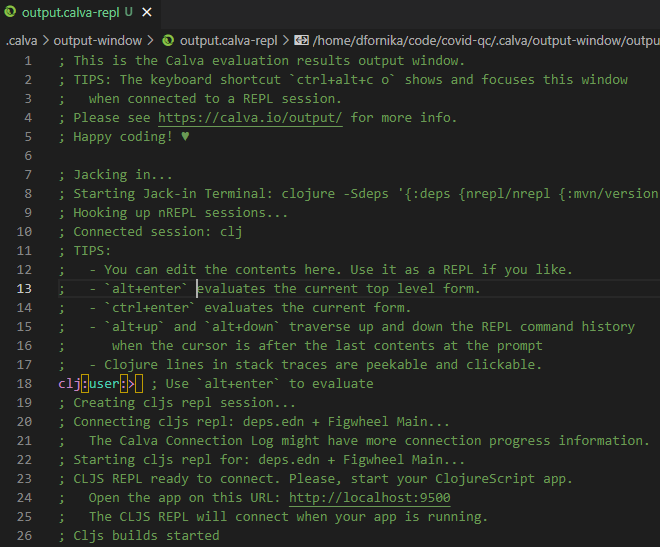 output.calva-repl U ×
.calva > output-window > output.calva-repl > /home/dfornika/code/covid-qc/.calva/output-window/outpu
1 ; This is the Calva evaluation results output window.
2 ; TIPS: The keyboard shortcut `ctrl+alt+c o` shows and focuses this window
3 ;   when connected to a REPL session.
4 ; Please see https://calva.io/output/ for more info.
5 ; Happy coding! ♥
6
7 ; Jacking in...
8 ; Starting Jack-in Terminal: clojure -Sdeps '{:deps {nrepl/nrepl {:mvn/version
9 ; Hooking up nREPL sessions...
10 ; Connected session: clj
11 ; TIPS:
12 ;   - You can edit the contents here. Use it as a REPL if you like.
13 ;   - `alt+enter` evaluates the current top level form.
14 ;   - `ctrl+enter` evaluates the current form.
15 ;   - `alt+up` and `alt+down` traverse up and down the REPL command history
16 ;      when the cursor is after the last contents at the prompt
17 ;   - Clojure lines in stack traces are peekable and clickable.
18 clj:user:> ; Use `alt+enter` to evaluate
19 ; Creating cljs repl session...
20 ; Connecting cljs repl: deps.edn + Figwheel Main...
21 ;   The Calva Connection Log might have more connection progress information.
22 ; Starting cljs repl for: deps.edn + Figwheel Main...
23 ; CLJS REPL ready to connect. Please, start your ClojureScript app.
24 ;   Open the app on this URL: http://localhost:9500
25 ;   The CLJS REPL will connect when your app is running.
26 ; Cljs builds started